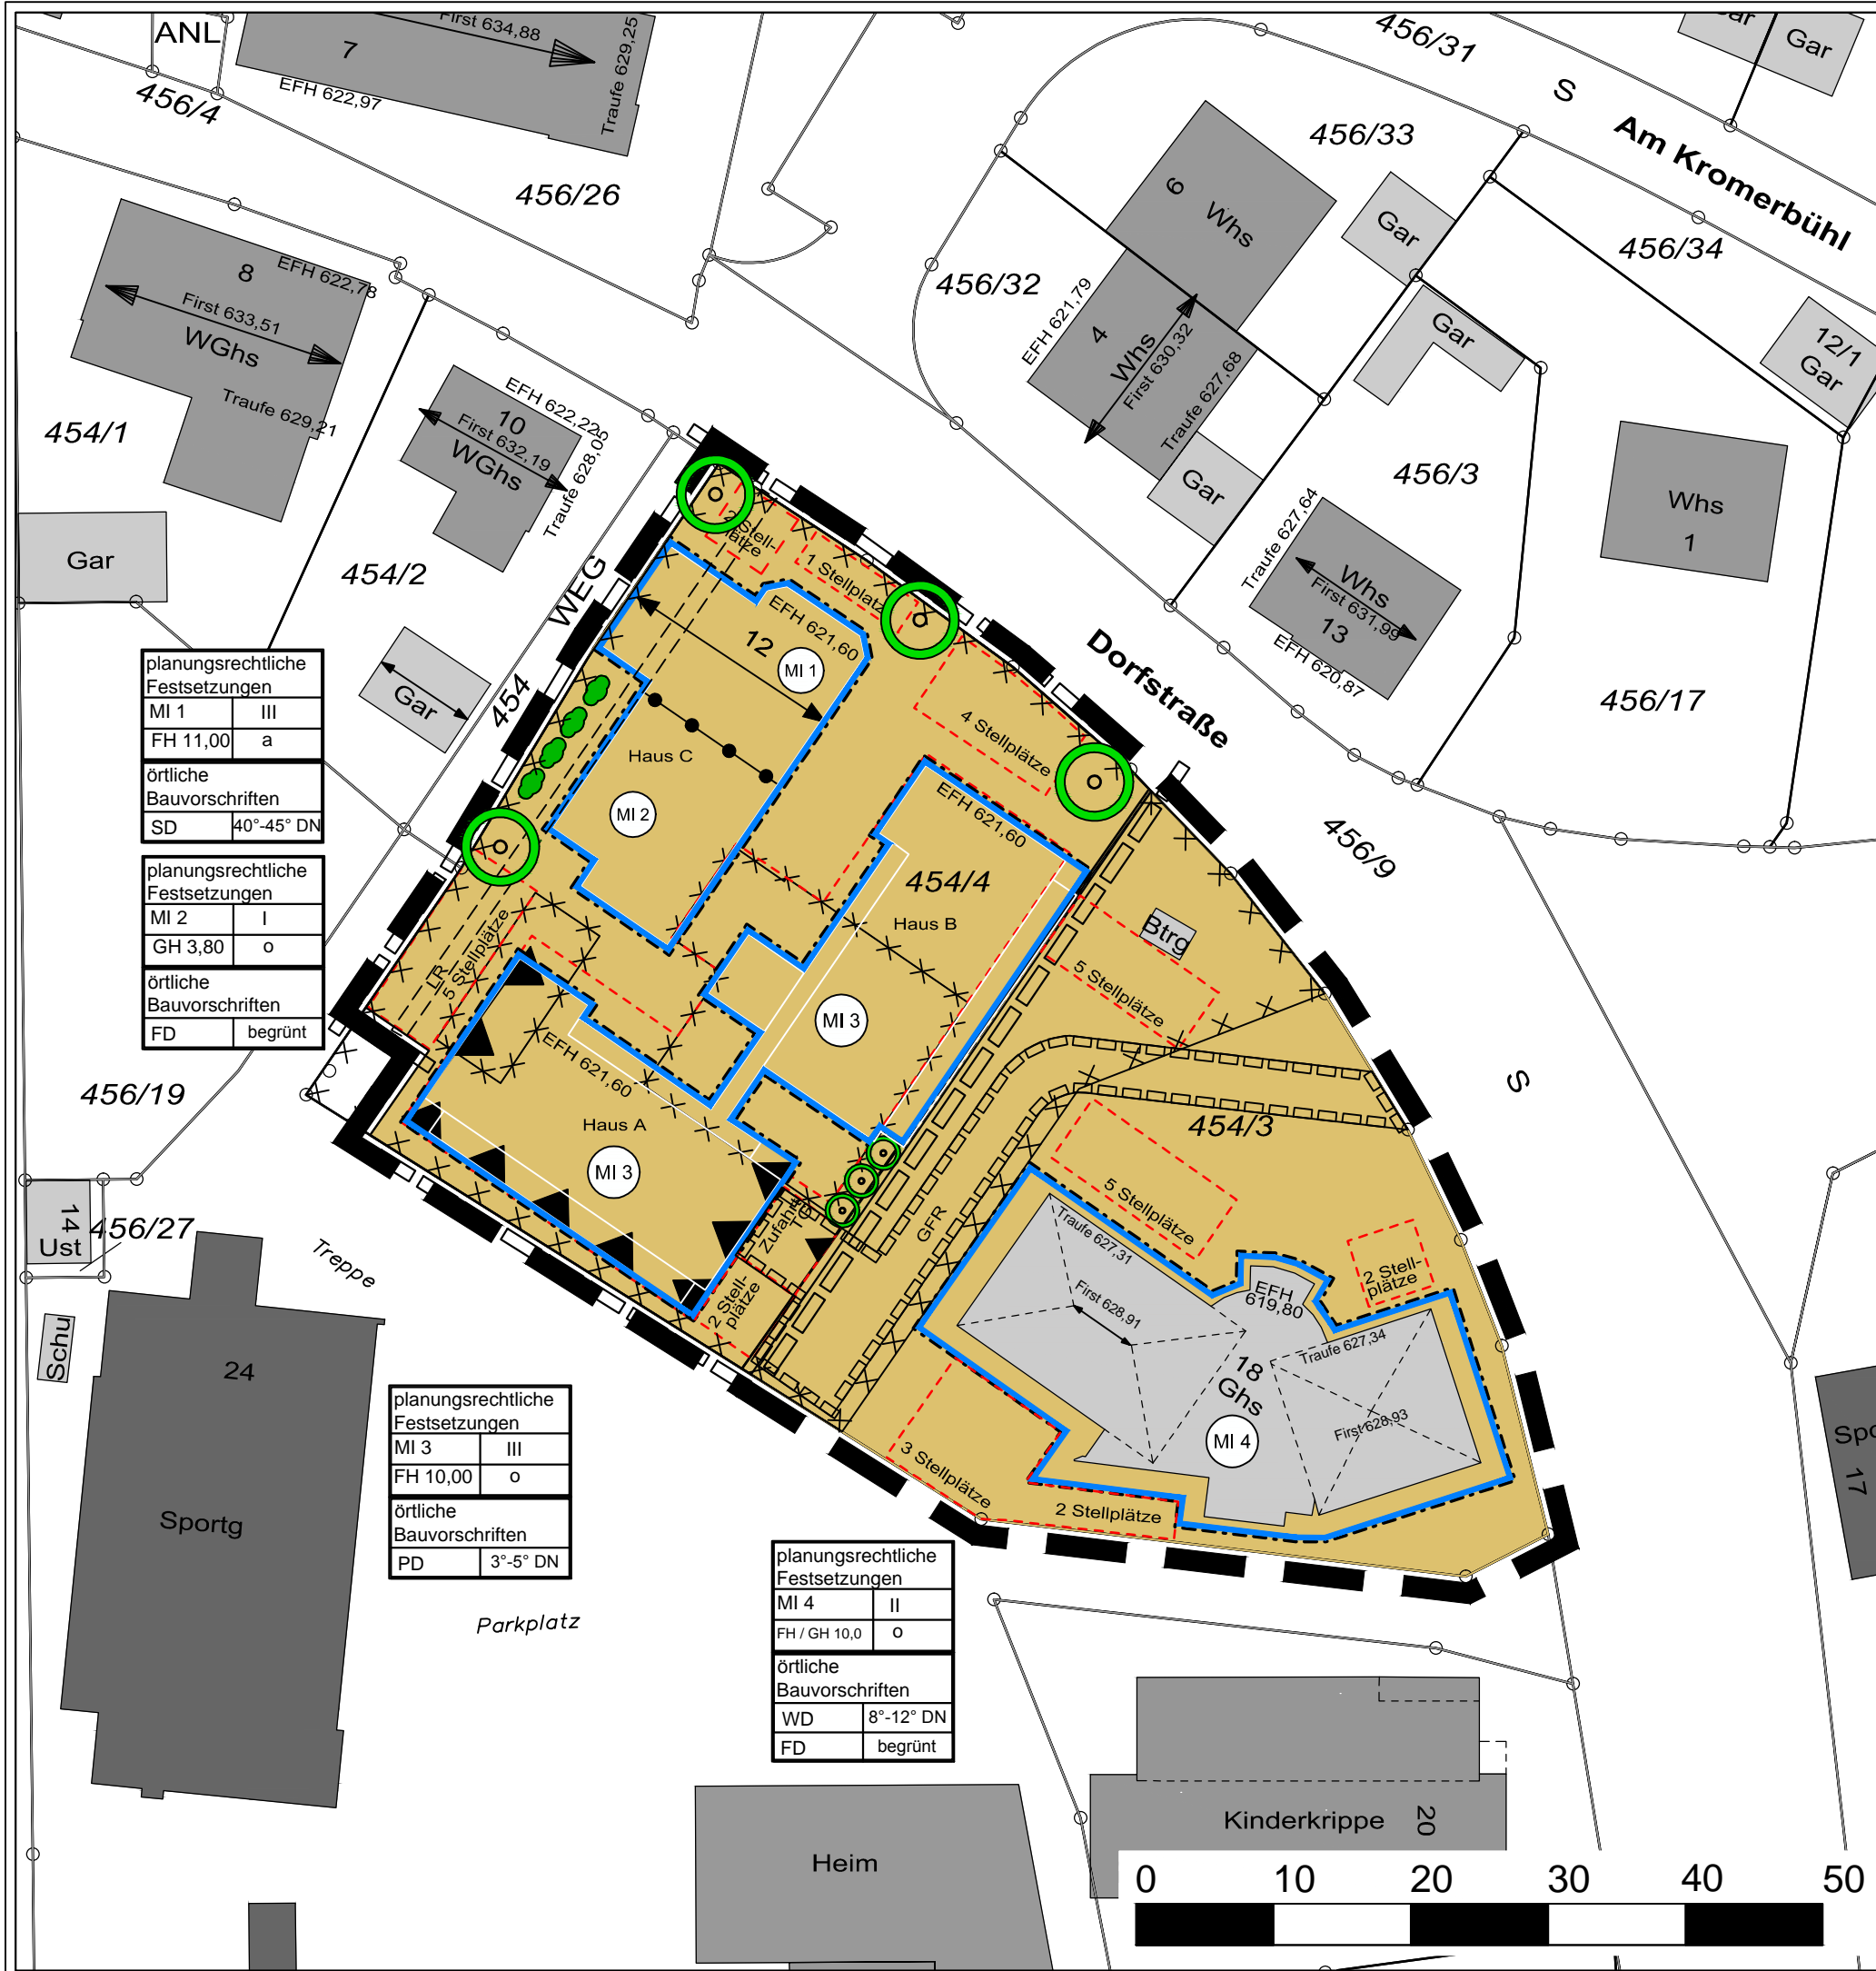 ANL
7
First 634,88
Traufe 629,25
EFH 622,97
456/4
456/26
456/31
Gar
S
Am Kromerbühl
456/33
6
Whs
Gar
456/34
456/32
EFH 621,79
4
Whs
First 630,32
Traufe 627,68
Gar
Gar
12/1
Gar
8
EFH 622,78
First 633,51
WGhs
Traufe 629,21
454/1
10
EFH 622,22
First 632,19
WGhs
Traufe 628,05
454/2
Gar
Gar
454 WEG
456/3
Whs
1
Traufe 627,64
Whs
First 631,99
13
EFH 620,87
456/17
Dorfstraße
456/9
S
2 Stell-
plätze
1 Stellplatz
EFH 621,60
12
MI 1
4 Stellplätze
Haus C
MI 2
EFH 621,60
454/4
Haus B
MI 3
Btrg
5 Stellplätze
LR
5 Stellplätze
EFH 621,60
Haus A
MI 3
Zufahrt
TG
2 Stell-
plätze
GFR
454/3
5 Stellplätze
2 Stell-
plätze
Traufe 627,31
First 628,91
EFH
619,80
Traufe 627,34
18
Ghs
First 628,93
MI 4
3 Stellplätze
2 Stellplätze
planungsrechtliche
Festsetzungen
MI 1 III
FH 11,00 a
örtliche
Bauvorschriften
SD 40°-45° DN
planungsrechtliche
Festsetzungen
MI 2 I
GH 3,80 o
örtliche
Bauvorschriften
FD begrünt
456/19
14
Ust
456/27
Treppe
Schu
24
Sportg
planungsrechtliche
Festsetzungen
MI 3 III
FH 10,00 o
örtliche
Bauvorschriften
PD 3°-5° DN
Parkplatz
planungsrechtliche
Festsetzungen
MI 4 II
FH / GH 10,0 o
örtliche
Bauvorschriften
WD 8°-12° DN
FD begrünt
17
Heim
Kinderkrippe
20
0 10 20 30 40 50